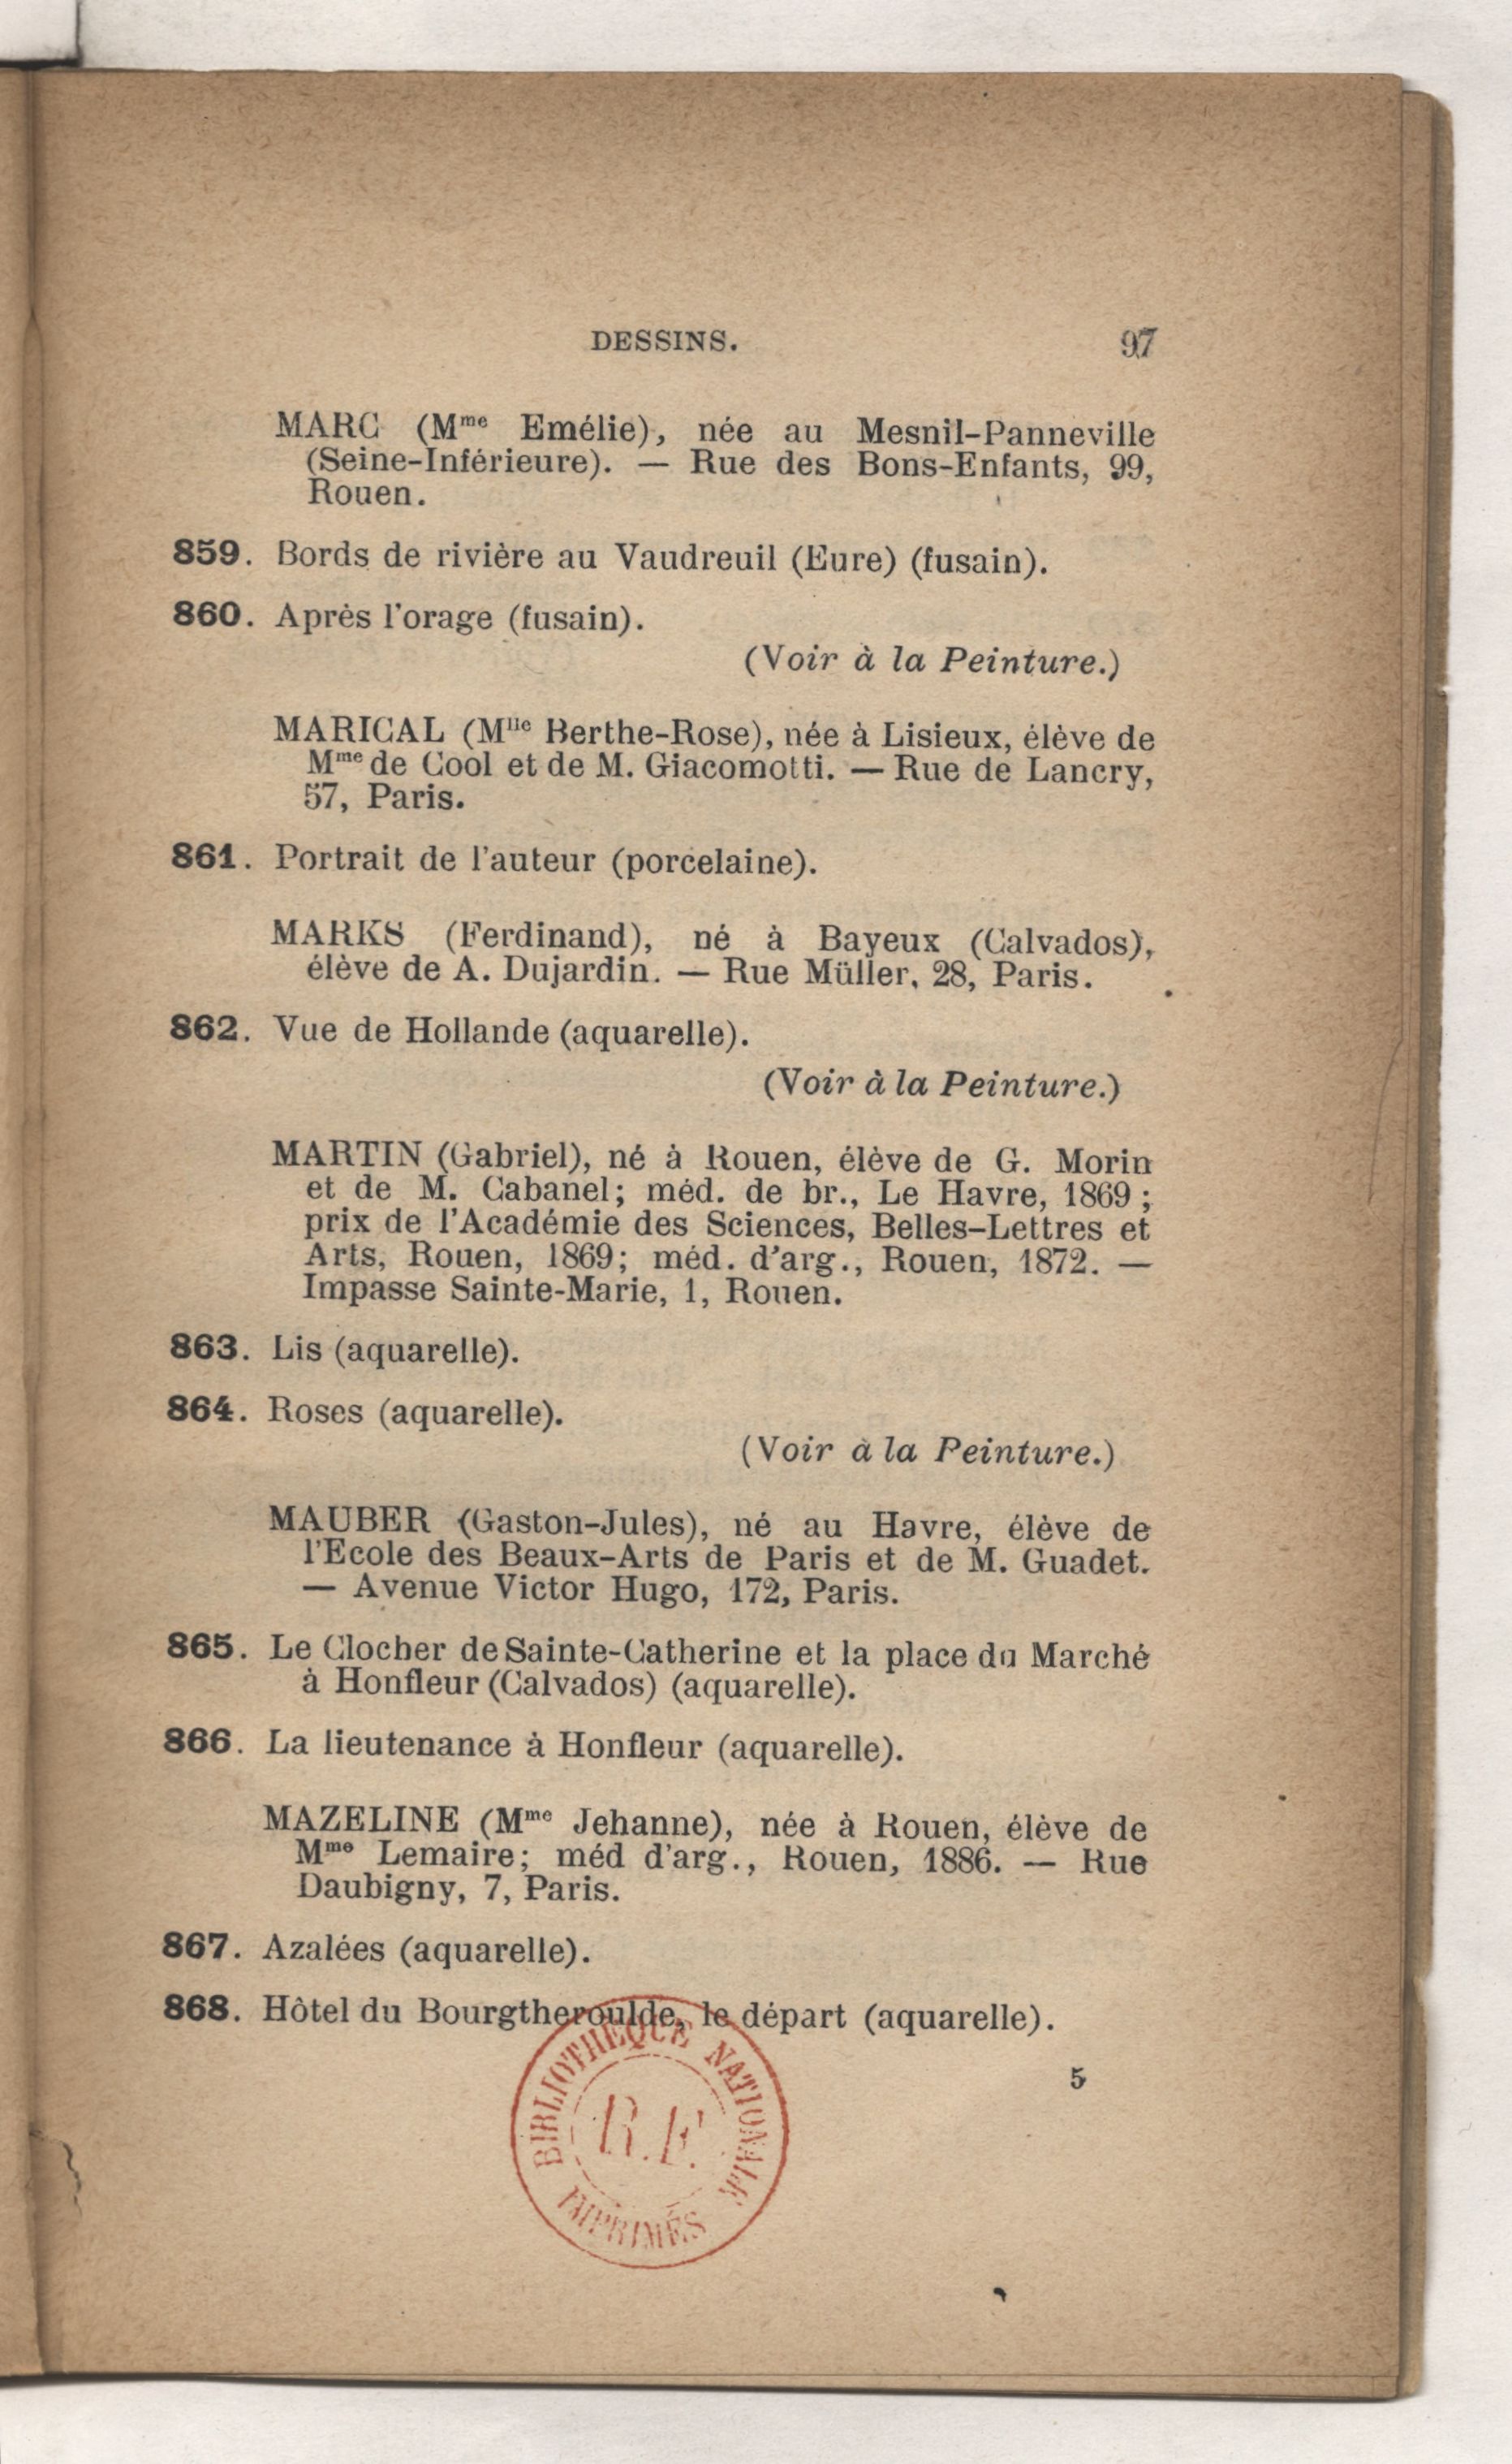 DESSINS. 97
MARC (Mme Emélie), née au Mesnil-Panneville
(Seine-Inférieure). — Rue des Bons-Enfants, 99,
Rouen.
859. Bords de rivière au Vaudreuil (Eure) (fusain).
860. Après l'orage (fusain).
(Voir à la Peinture.)
MARICAL (Mlle Berthe-Rose), née à Lisieux, élève de
Mme de Cool et de M. Giacomotti. — Rue de Lancry,
57, Paris.
861. Portrait de l'auteur (porcelaine).
MARKS (Ferdinand), né à Bayeux (Calvados),
élève de A. Dujardin. — Rue Müller, 28, Paris.
862. Vue de Hollande (aquarelle).
(Voir à la Peinture.)
MARTIN (Gabriel), né à Rouen, élève de G. Morin
et de M. Cabanel; méd. de br., Le Havre, 1869 ;
prix de l'Académie des Sciences, Belles-Lettres et
Arts, Rouen, 1869; méd. d'arg., Rouen, 1872. —
Impasse Sainte-Marie, 1, Rouen.
863. Lis (aquarelle).
864. Roses (aquarelle).
(Voir à la Peinture.)
MAUBER (Gaston-Jules), né au Havre, élève de
l'Ecole des Beaux-Arts de Paris et de M. Guadet.
— Avenue Victor Hugo, 172, Paris.
865. Le Clocher de Sainte-Catherine et la place du Marché
à Honfleur (Calvados) (aquarelle).
866. La lieutenance à Honfleur (aquarelle).
MAZELINE (Mme Jehanne), née à Rouen, élève de
Mme Lemaire; méd d'arg., Rouen, 1886. — Rue
Daubigny, 7, Paris.
867. Azalées (aquarelle).
868. Hôtel du Bourgtheroulde, le départ (aquarelle).
5
BIBLIOTHÈQUE NATIONALE
R.F.
IMPRIMÉS